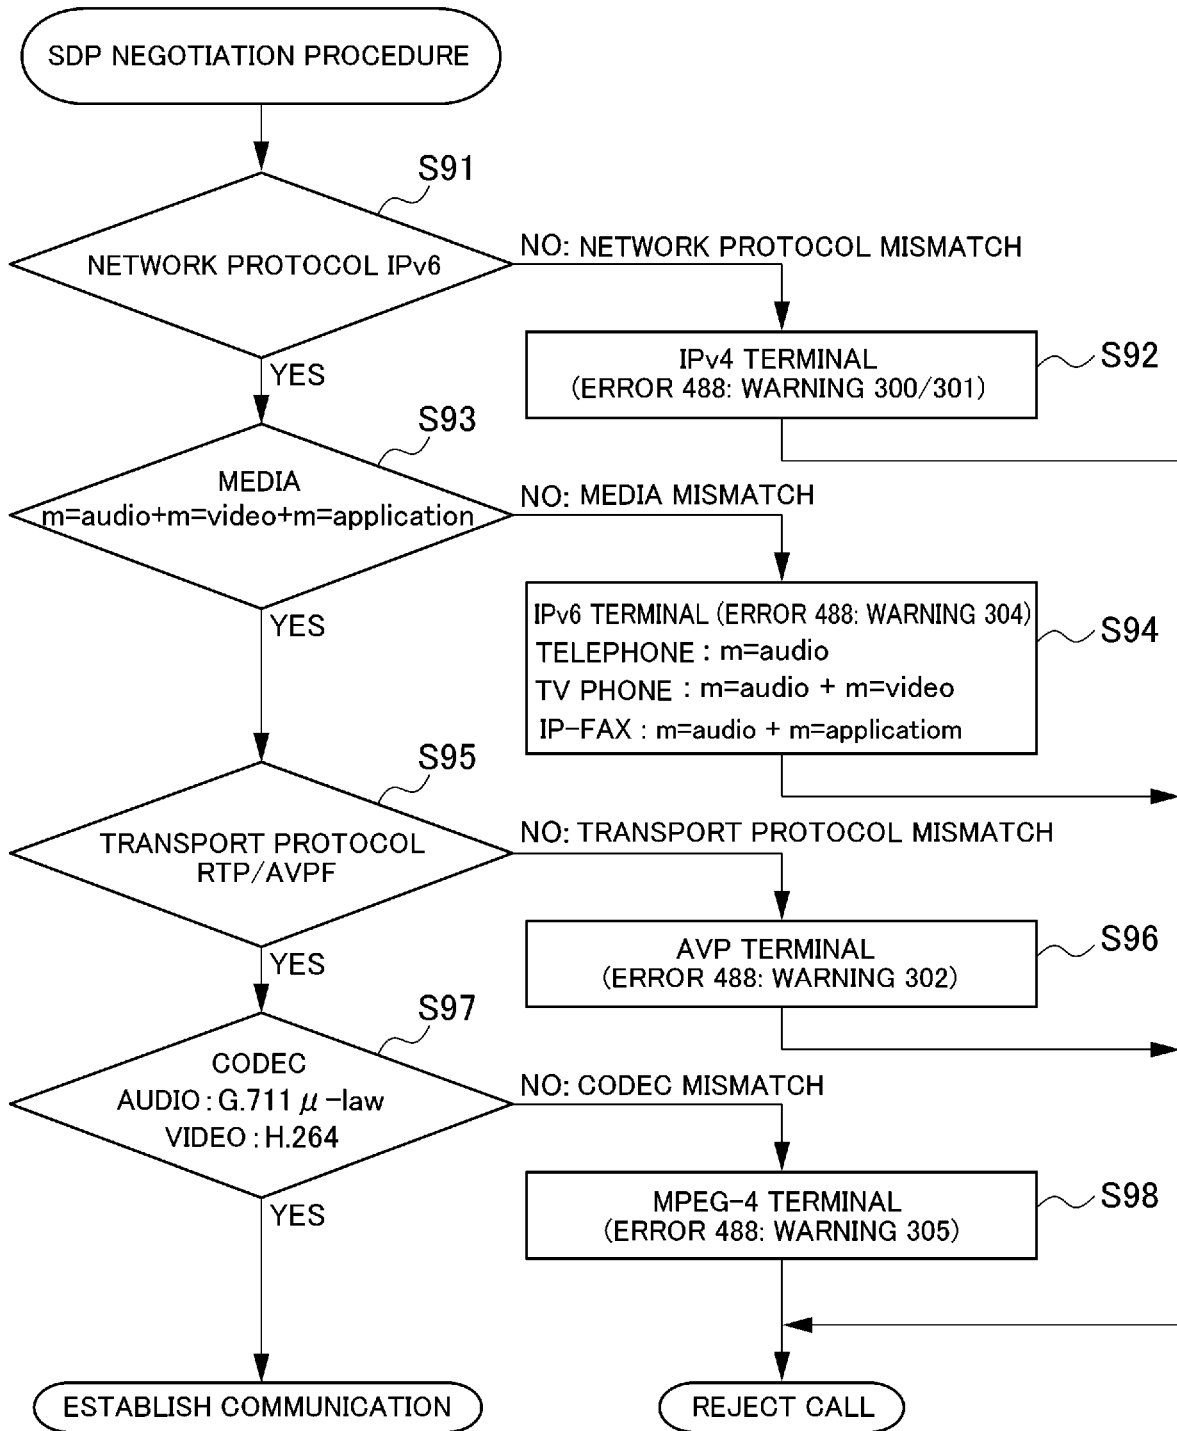 SDP NEGOTIATION PROCEDURE
S91
NETWORK PROTOCOL IPv6
NO: NETWORK PROTOCOL MISMATCH
YES
IPv4 TERMINAL
(ERROR 488: WARNING 300/301)
S92
S93
MEDIA
m=audio+m=video+m=application
NO: MEDIA MISMATCH
YES
IPv6 TERMINAL (ERROR 488: WARNING 304)
TELEPHONE : m=audio
TV PHONE : m=audio + m=video
IP-FAX : m=audio + m=applicatiom
S94
S95
TRANSPORT PROTOCOL
RTP/AVPF
NO: TRANSPORT PROTOCOL MISMATCH
YES
AVP TERMINAL
(ERROR 488: WARNING 302)
S96
S97
CODEC
AUDIO : G.711 μ-law
VIDEO : H.264
NO: CODEC MISMATCH
YES
MPEG-4 TERMINAL
(ERROR 488: WARNING 305)
S98
ESTABLISH COMMUNICATION
REJECT CALL